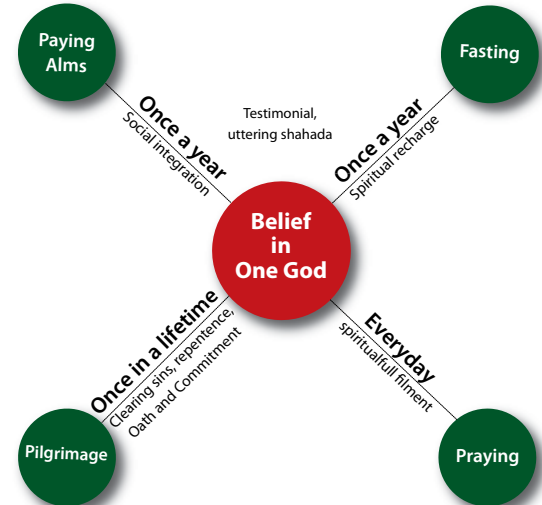 Paying
Alms
Fasting
Once a year
Social integration
Testimonial,
uttering shahada
Once a year
Spiritual recharge
Belief
in
One God
Once in a lifetime
Clearing sins, repentence,
Oath and Commitment
Everyday
spiritualfull filment
Pilgrimage
Praying